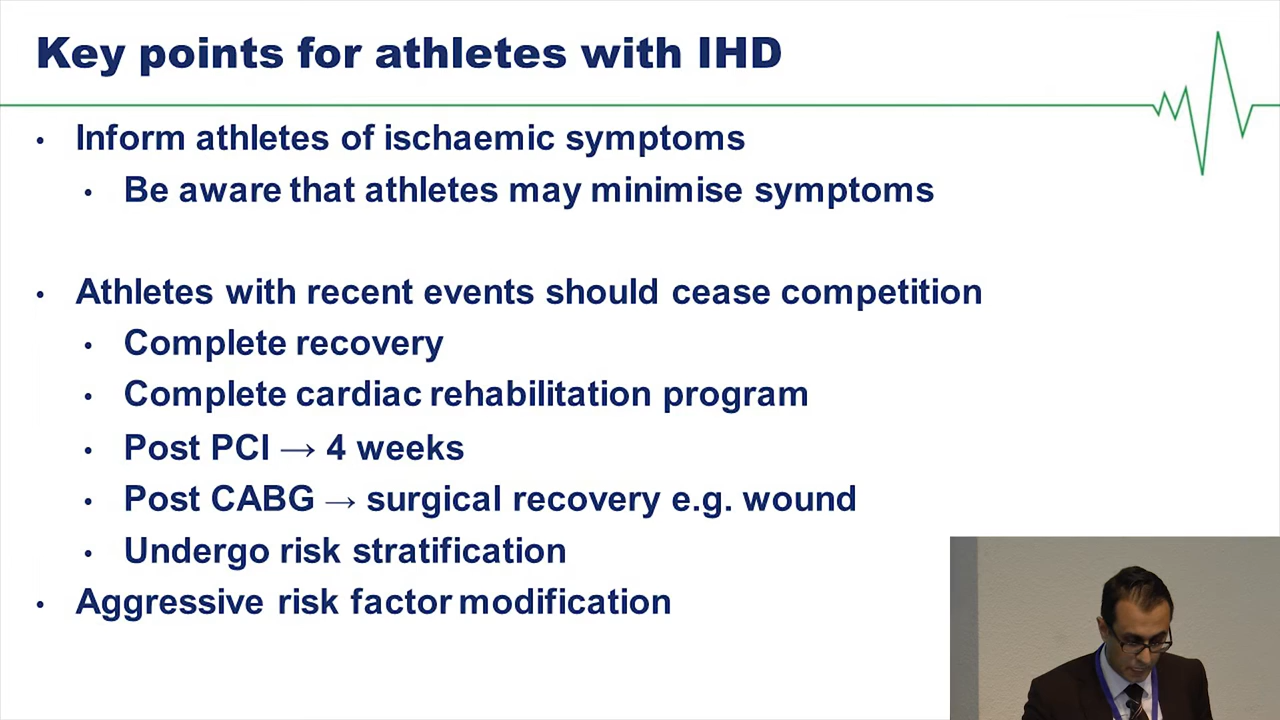 Key points for athletes with IHD
• Inform athletes of ischaemic symptoms
• Be aware that athletes may minimise symptoms
• Athletes with recent events should cease competition
• Complete recovery
• Complete cardiac rehabilitation program
• Post PCI → 4 weeks
• Post CABG → surgical recovery e.g. wound
• Undergo risk stratification
• Aggressive risk factor modification